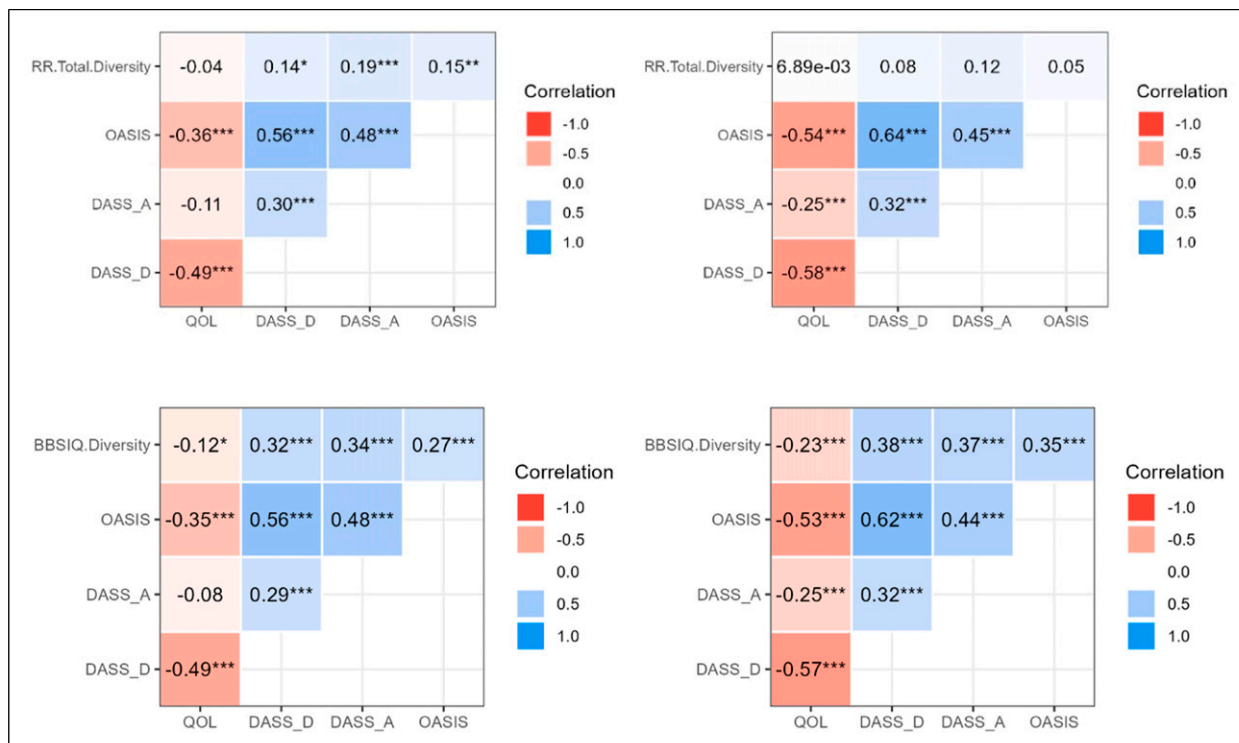 RR.Total.Diversity -0.04 0.14* 0.19*** 0.15**
OASIS -0.36*** 0.56*** 0.48***
DASS_A -0.11 0.30***
DASS_D -0.49***
QOL DASS_D DASS_A OASIS
Correlation
-1.0
-0.5
0.0
0.5
1.0
RR.Total.Diversity 6.89e-03 0.08 0.12 0.05
OASIS -0.54*** 0.64*** 0.45***
DASS_A -0.25*** 0.32***
DASS_D -0.58***
QOL DASS_D DASS_A OASIS
Correlation
-1.0
-0.5
0.0
0.5
1.0
BBSIQ.Diversity -0.12* 0.32*** 0.34*** 0.27***
OASIS -0.35*** 0.56*** 0.48***
DASS_A -0.08 0.29***
DASS_D -0.49***
QOL DASS_D DASS_A OASIS
Correlation
-1.0
-0.5
0.0
0.5
1.0
BBSIQ.Diversity -0.23*** 0.38*** 0.37*** 0.35***
OASIS -0.53*** 0.62*** 0.44***
DASS_A -0.25*** 0.32***
DASS_D -0.57***
QOL DASS_D DASS_A OASIS
Correlation
-1.0
-0.5
0.0
0.5
1.0